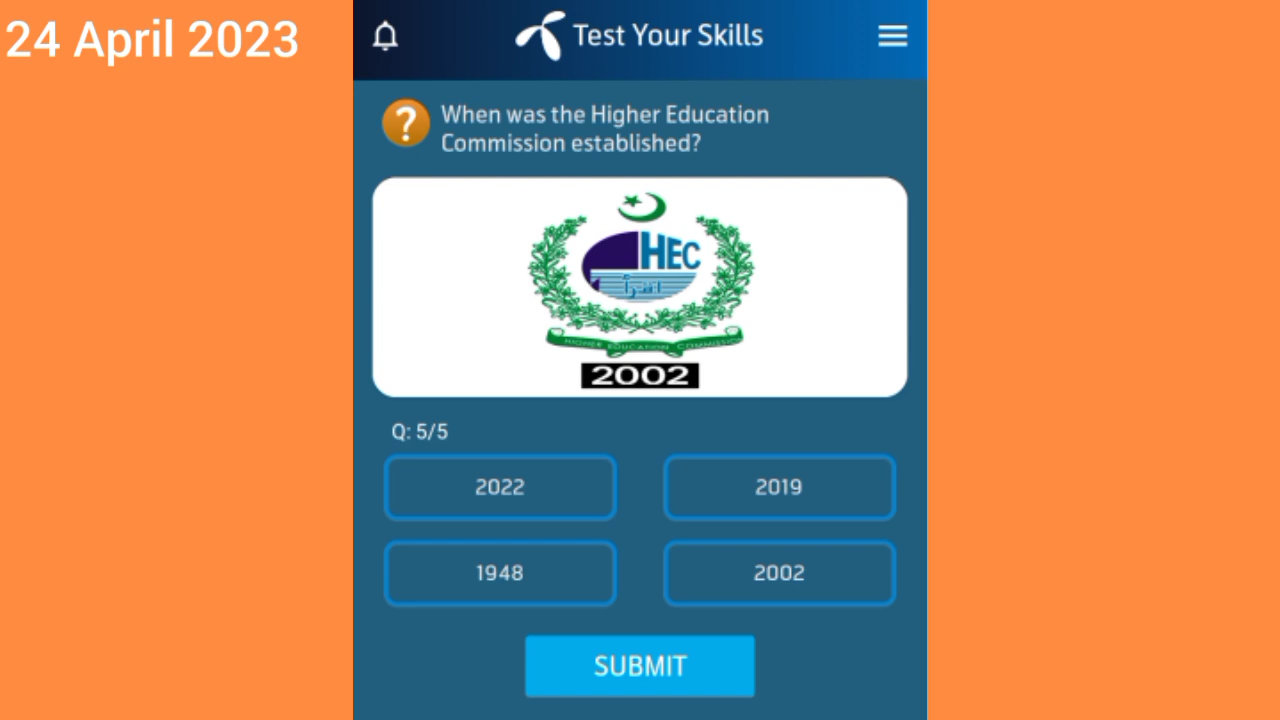 24 April 2023
Test Your Skills
When was the Higher Education
Commission established?
HEC
اقرأ
HIGHER EDUCATION COMMISSION
2002
Q: 5/5
2022
2019
1948
2002
SUBMIT